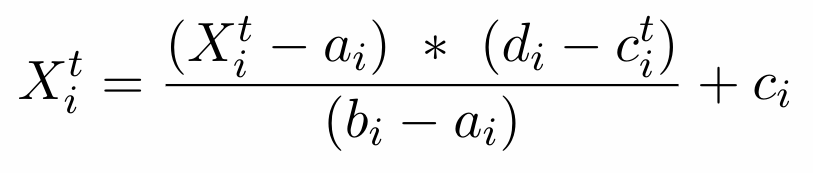 $X_i^t = \frac{(X_i^t - a_i) \ * \ (d_i - c_i^t)}{(b_i - a_i)} + c_i$